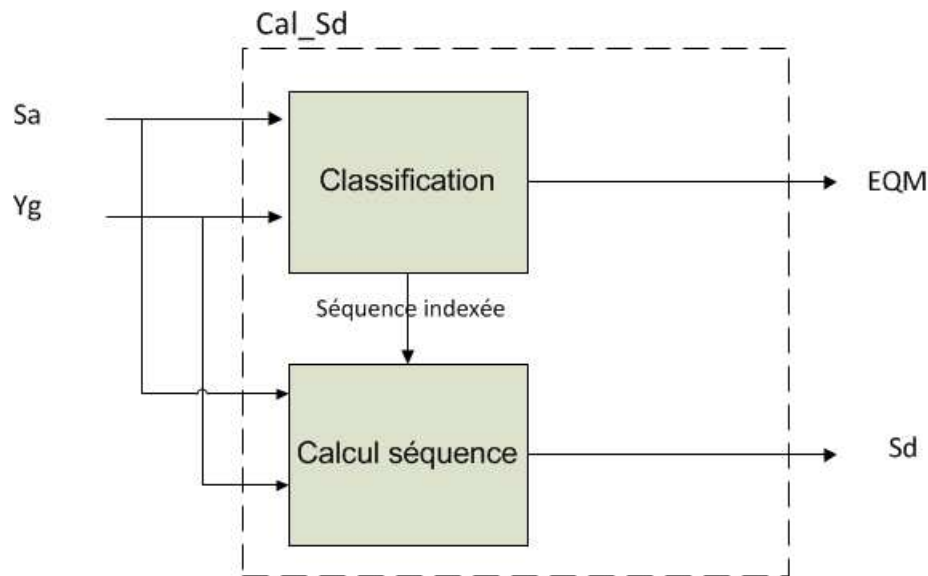 Cal_Sd
Sa
Classification
EQM
Yg
Séquence indexée
Calcul séquence
Sd